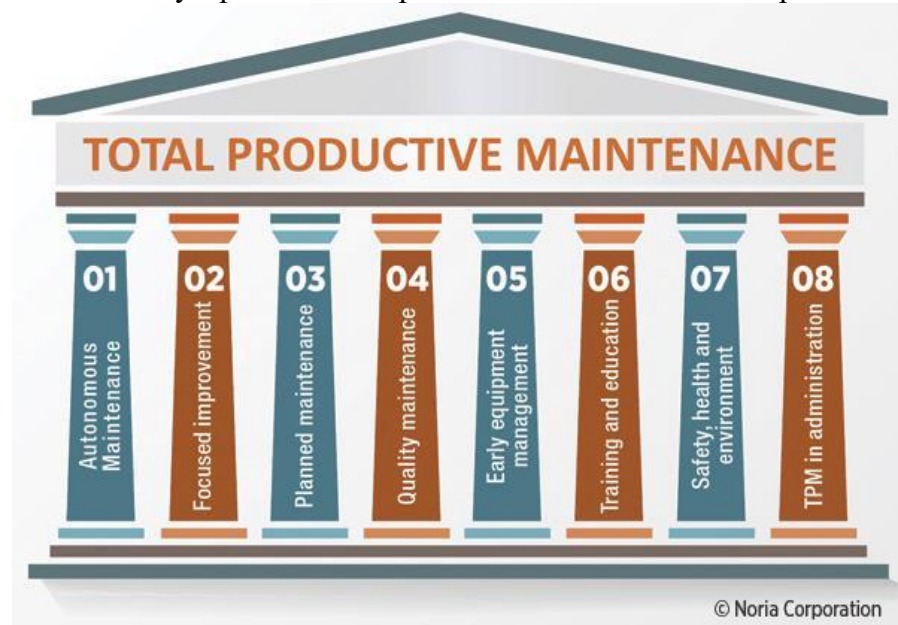 TOTAL PRODUCTIVE MAINTENANCE
01
Autonomous
Maintenance
02
Focused improvement
03
Planned maintenance
04
Quality maintenance
05
Early equipment
management
06
Training and education
07
Safety, health and
environment
08
TPM in administration
© Noria Corporation